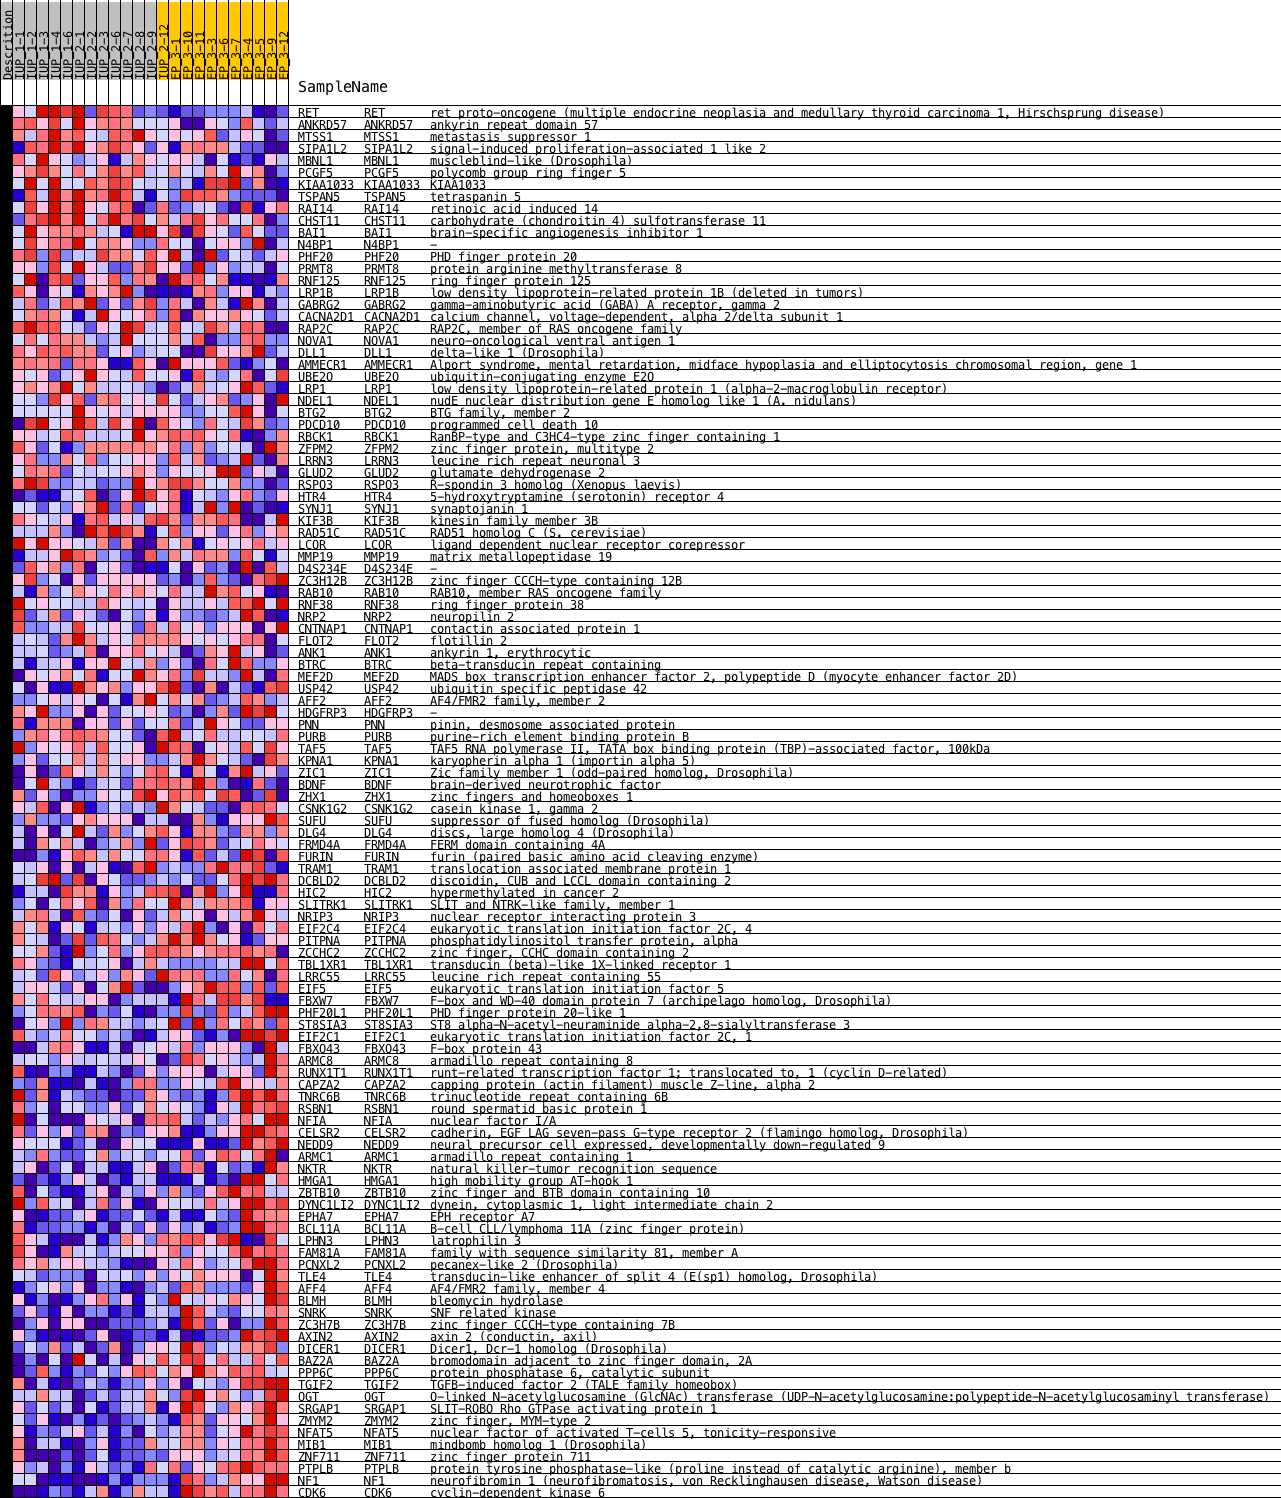 Descrition
IUP_1-1
IUP_1-2
IUP_1-3
IUP_1-4
IUP_1-6
IUP_2-1
IUP_2-2
IUP_2-3
IUP_2-6
IUP_2-7
IUP_2-8
IUP_2-9
IUP_2-12
EP_3-1
EP_3-10
EP_3-11
EP_3-3
EP_3-6
EP_3-7
EP_3-4
EP_3-5
EP_3-9
EP_3-12
SampleName
RET RET ret proto-oncogene (multiple endocrine neoplasia and medullary thyroid carcinoma 1, Hirschsprung disease)
ANKRD57 ANKRD57 ankyrin repeat domain 57
MTSS1 MTSS1 metastasis suppressor 1
SIPA1L2 SIPA1L2 signal-induced proliferation-associated 1 like 2
MBNL1 MBNL1 muscleblind-like (Drosophila)
PCGF5 PCGF5 polycomb group ring finger 5
KIAA1033 KIAA1033 KIAA1033
TSPAN5 TSPAN5 tetraspanin 5
RAI14 RAI14 retinoic acid induced 14
CHST11 CHST11 carbohydrate (chondroitin 4) sulfotransferase 11
BAI1 BAI1 brain-specific angiogenesis inhibitor 1
N4BP1 N4BP1 -
PHF20 PHF20 PHD finger protein 20
PRMT8 PRMT8 protein arginine methyltransferase 8
RNF125 RNF125 ring finger protein 125
LRP1B LRP1B low density lipoprotein-related protein 1B (deleted in tumors)
GABRG2 GABRG2 gamma-aminobutyric acid (GABA) A receptor, gamma 2
CACNA2D1 CACNA2D1 calcium channel, voltage-dependent, alpha 2/delta subunit 1
RAP2C RAP2C RAP2C, member of RAS oncogene family
NOVA1 NOVA1 neuro-oncological ventral antigen 1
DLL1 DLL1 delta-like 1 (Drosophila)
AMMECR1 AMMECR1 Alport syndrome, mental retardation, midface hypoplasia and elliptocytosis chromosomal region, gene 1
UBE2O UBE2O ubiquitin-conjugating enzyme E2O
LRP1 LRP1 low density lipoprotein-related protein 1 (alpha-2-macroglobulin receptor)
NDEL1 NDEL1 nudE nuclear distribution gene E homolog like 1 (A. nidulans)
BTG2 BTG2 BTG family, member 2
PDCD10 PDCD10 programmed cell death 10
RBCK1 RBCK1 RanBP-type and C3HC4-type zinc finger containing 1
ZFPM2 ZFPM2 zinc finger protein, multitype 2
LRRN3 LRRN3 leucine rich repeat neuronal 3
GLUD2 GLUD2 glutamate dehydrogenase 2
RSPO3 RSPO3 R-spondin 3 homolog (Xenopus laevis)
HTR4 HTR4 5-hydroxytryptamine (serotonin) receptor 4
SYNJ1 SYNJ1 synaptojanin 1
KIF3B KIF3B kinesin family member 3B
RAD51C RAD51C RAD51 homolog C (S. cerevisiae)
LCOR LCOR ligand dependent nuclear receptor corepressor
MMP19 MMP19 matrix metallopeptidase 19
D4S234E D4S234E -
ZC3H12B ZC3H12B zinc finger CCCH-type containing 12B
RAB10 RAB10 RAB10, member RAS oncogene family
RNF38 RNF38 ring finger protein 38
NRP2 NRP2 neuropilin 2
CNTNAP1 CNTNAP1 contactin associated protein 1
FLOT2 FLOT2 flotillin 2
ANK1 ANK1 ankyrin 1, erythrocytic
BTRC BTRC beta-transducin repeat containing
MEF2D MEF2D MADS box transcription enhancer factor 2, polypeptide D (myocyte enhancer factor 2D)
USP42 USP42 ubiquitin specific peptidase 42
AFF2 AFF2 AF4/FMR2 family, member 2
HDGFRP3 HDGFRP3 -
PNN PNN pinin, desmosome associated protein
PURB PURB purine-rich element binding protein B
TAF5 TAF5 TAF5 RNA polymerase II, TATA box binding protein (TBP)-associated factor, 100kDa
KPNA1 KPNA1 karyopherin alpha 1 (importin alpha 5)
ZIC1 ZIC1 Zic family member 1 (odd-paired homolog, Drosophila)
BDNF BDNF brain-derived neurotrophic factor
ZHX1 ZHX1 zinc fingers and homeoboxes 1
CSNK1G2 CSNK1G2 casein kinase 1, gamma 2
SUFU SUFU suppressor of fused homolog (Drosophila)
DLG4 DLG4 discs, large homolog 4 (Drosophila)
FRMD4A FRMD4A FERM domain containing 4A
FURIN FURIN furin (paired basic amino acid cleaving enzyme)
TRAM1 TRAM1 translocation associated membrane protein 1
DCBLD2 DCBLD2 discoidin, CUB and LCCL domain containing 2
HIC2 HIC2 hypermethylated in cancer 2
SLITRK1 SLITRK1 SLIT and NTRK-like family, member 1
NRIP3 NRIP3 nuclear receptor interacting protein 3
EIF2C4 EIF2C4 eukaryotic translation initiation factor 2C, 4
PITPNA PITPNA phosphatidylinositol transfer protein, alpha
ZCCHC2 ZCCHC2 zinc finger, CCHC domain containing 2
TBL1XR1 TBL1XR1 transducin (beta)-like 1X-linked receptor 1
LRRC55 LRRC55 leucine rich repeat containing 55
EIF5 EIF5 eukaryotic translation initiation factor 5
FBXW7 FBXW7 F-box and WD-40 domain protein 7 (archipelago homolog, Drosophila)
PHF20L1 PHF20L1 PHD finger protein 20-like 1
ST8SIA3 ST8SIA3 ST8 alpha-N-acetyl-neuraminide alpha-2,8-sialyltransferase 3
EIF2C1 EIF2C1 eukaryotic translation initiation factor 2C, 1
FBXO43 FBXO43 F-box protein 43
ARMC8 ARMC8 armadillo repeat containing 8
RUNX1T1 RUNX1T1 runt-related transcription factor 1; translocated to, 1 (cyclin D-related)
CAPZA2 CAPZA2 capping protein (actin filament) muscle Z-line, alpha 2
TNRC6B TNRC6B trinucleotide repeat containing 6B
RSBN1 RSBN1 round spermatid basic protein 1
NFIA NFIA nuclear factor I/A
CELSR2 CELSR2 cadherin, EGF LAG seven-pass G-type receptor 2 (flamingo homolog, Drosophila)
NEDD9 NEDD9 neural precursor cell expressed, developmentally down-regulated 9
ARMC1 ARMC1 armadillo repeat containing 1
NKTR NKTR natural killer-tumor recognition sequence
HMGA1 HMGA1 high mobility group AT-hook 1
ZBTB10 ZBTB10 zinc finger and BTB domain containing 10
DYNC1LI2 DYNC1LI2 dynein, cytoplasmic 1, light intermediate chain 2
EPHA7 EPHA7 EPH receptor A7
BCL11A BCL11A B-cell CLL/lymphoma 11A (zinc finger protein)
LPHN3 LPHN3 latrophilin 3
FAM81A FAM81A family with sequence similarity 81, member A
PCNXL2 PCNXL2 pecanex-like 2 (Drosophila)
TLE4 TLE4 transducin-like enhancer of split 4 (E(sp1) homolog, Drosophila)
AFF4 AFF4 AF4/FMR2 family, member 4
BLMH BLMH bleomycin hydrolase
SNRK SNRK SNF related kinase
ZC3H7B ZC3H7B zinc finger CCCH-type containing 7B
AXIN2 AXIN2 axin 2 (conductin, axil)
DICER1 DICER1 Dicer1, Dcr-1 homolog (Drosophila)
BAZ2A BAZ2A bromodomain adjacent to zinc finger domain, 2A
PPP6C PPP6C protein phosphatase 6, catalytic subunit
TGIF2 TGIF2 TGFB-induced factor 2 (TALE family homeobox)
OGT OGT O-linked N-acetylglucosamine (GlcNAc) transferase (UDP-N-acetylglucosamine:polypeptide-N-acetylglucosaminyl transferase)
SRGAP1 SRGAP1 SLIT-ROBO Rho GTPase activating protein 1
ZMYM2 ZMYM2 zinc finger, MYM-type 2
NFAT5 NFAT5 nuclear factor of activated T-cells 5, tonicity-responsive
MIB1 MIB1 mindbomb homolog 1 (Drosophila)
ZNF711 ZNF711 zinc finger protein 711
PTPLB PTPLB protein tyrosine phosphatase-like (proline instead of catalytic arginine), member b
NF1 NF1 neurofibromin 1 (neurofibromatosis, von Recklinghausen disease, Watson disease)
CDK6 CDK6 cyclin-dependent kinase 6